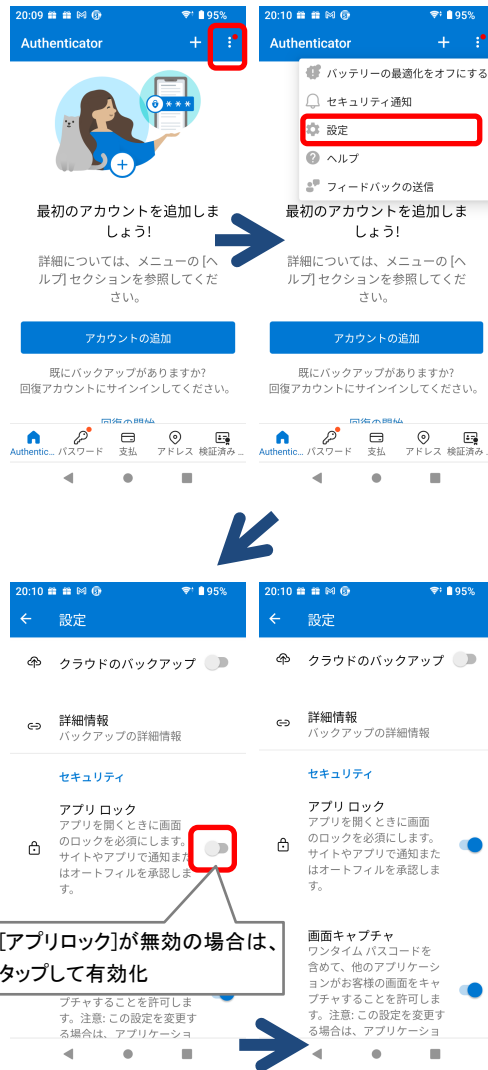 20:09 95%
Authenticator
最初のアカウントを追加しま
しょう!
詳細については、メニューの [ヘ
ルプ] セクションを参照してくだ
さい。
アカウントの追加
既にバックアップがありますか?
回復アカウントにサインインしてください。
回復の開始
Authentic... パスワード 支払 アドレス 検証済み ...
20:10 95%
Authenticator
バッテリーの最適化をオフにする
セキュリティ通知
設定
ヘルプ
フィードバックの送信
最初のアカウントを追加しま
しょう!
詳細については、メニューの [ヘ
ルプ] セクションを参照してくだ
さい。
アカウントの追加
既にバックアップがありますか?
回復アカウントにサインインしてください。
回復の開始
Authentic... パスワード 支払 アドレス 検証済み ...
20:10 95%
設定
クラウドのバックアップ
詳細情報
バックアップの詳細情報
セキュリティ
アプリ ロック
アプリを開くときに画面
のロックを必須にします。
サイトやアプリで通知また
はオートフィルを承認しま
す。
[アプリロック]が無効の場合は、
タップして有効化
プチャすることを許可しま
す。注意: この設定を変更す
る場合は、アプリケーショ
20:10 95%
設定
クラウドのバックアップ
詳細情報
バックアップの詳細情報
セキュリティ
アプリ ロック
アプリを開くときに画面
のロックを必須にします。
サイトやアプリで通知また
はオートフィルを承認しま
す。
画面キャプチャ
ワンタイム パスコードを
含めて、他のアプリケーシ
ョンがお客様の画面をキャ
プチャすることを許可しま
す。注意: この設定を変更す
る場合は、アプリケーショ